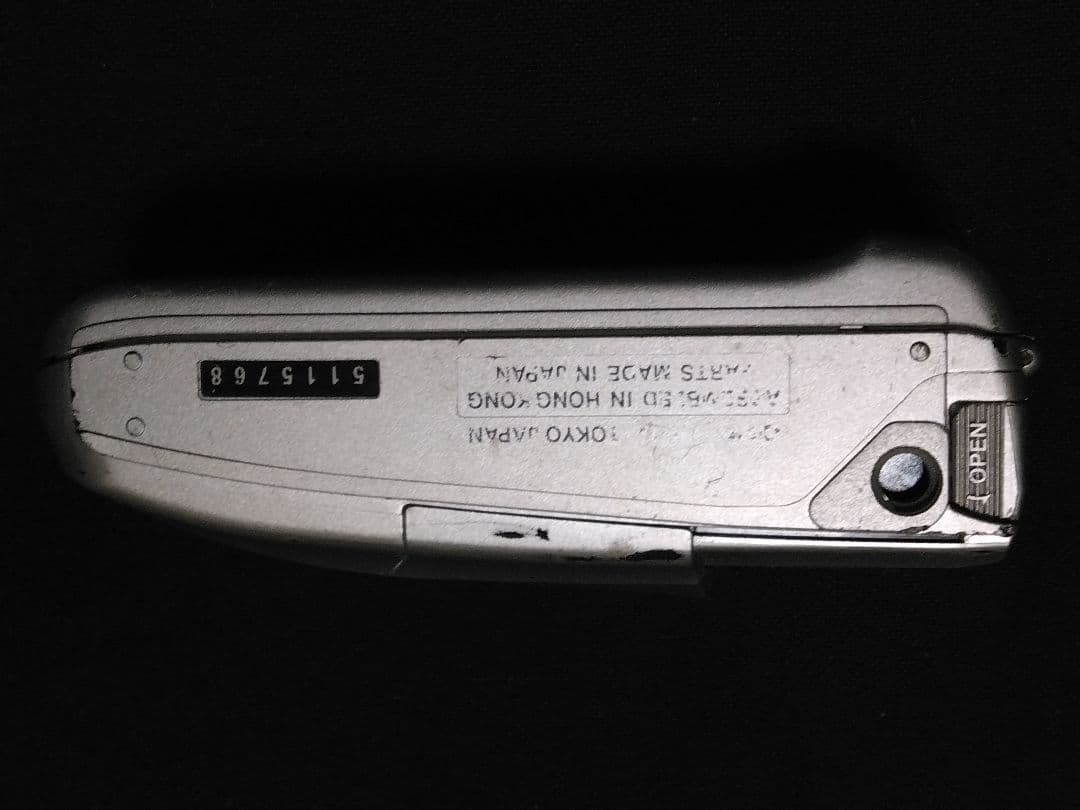 TOKYO JAPAN
ASSEMBLED IN HONG KONG
PARTS MADE IN JAPAN
5115768
OPEN